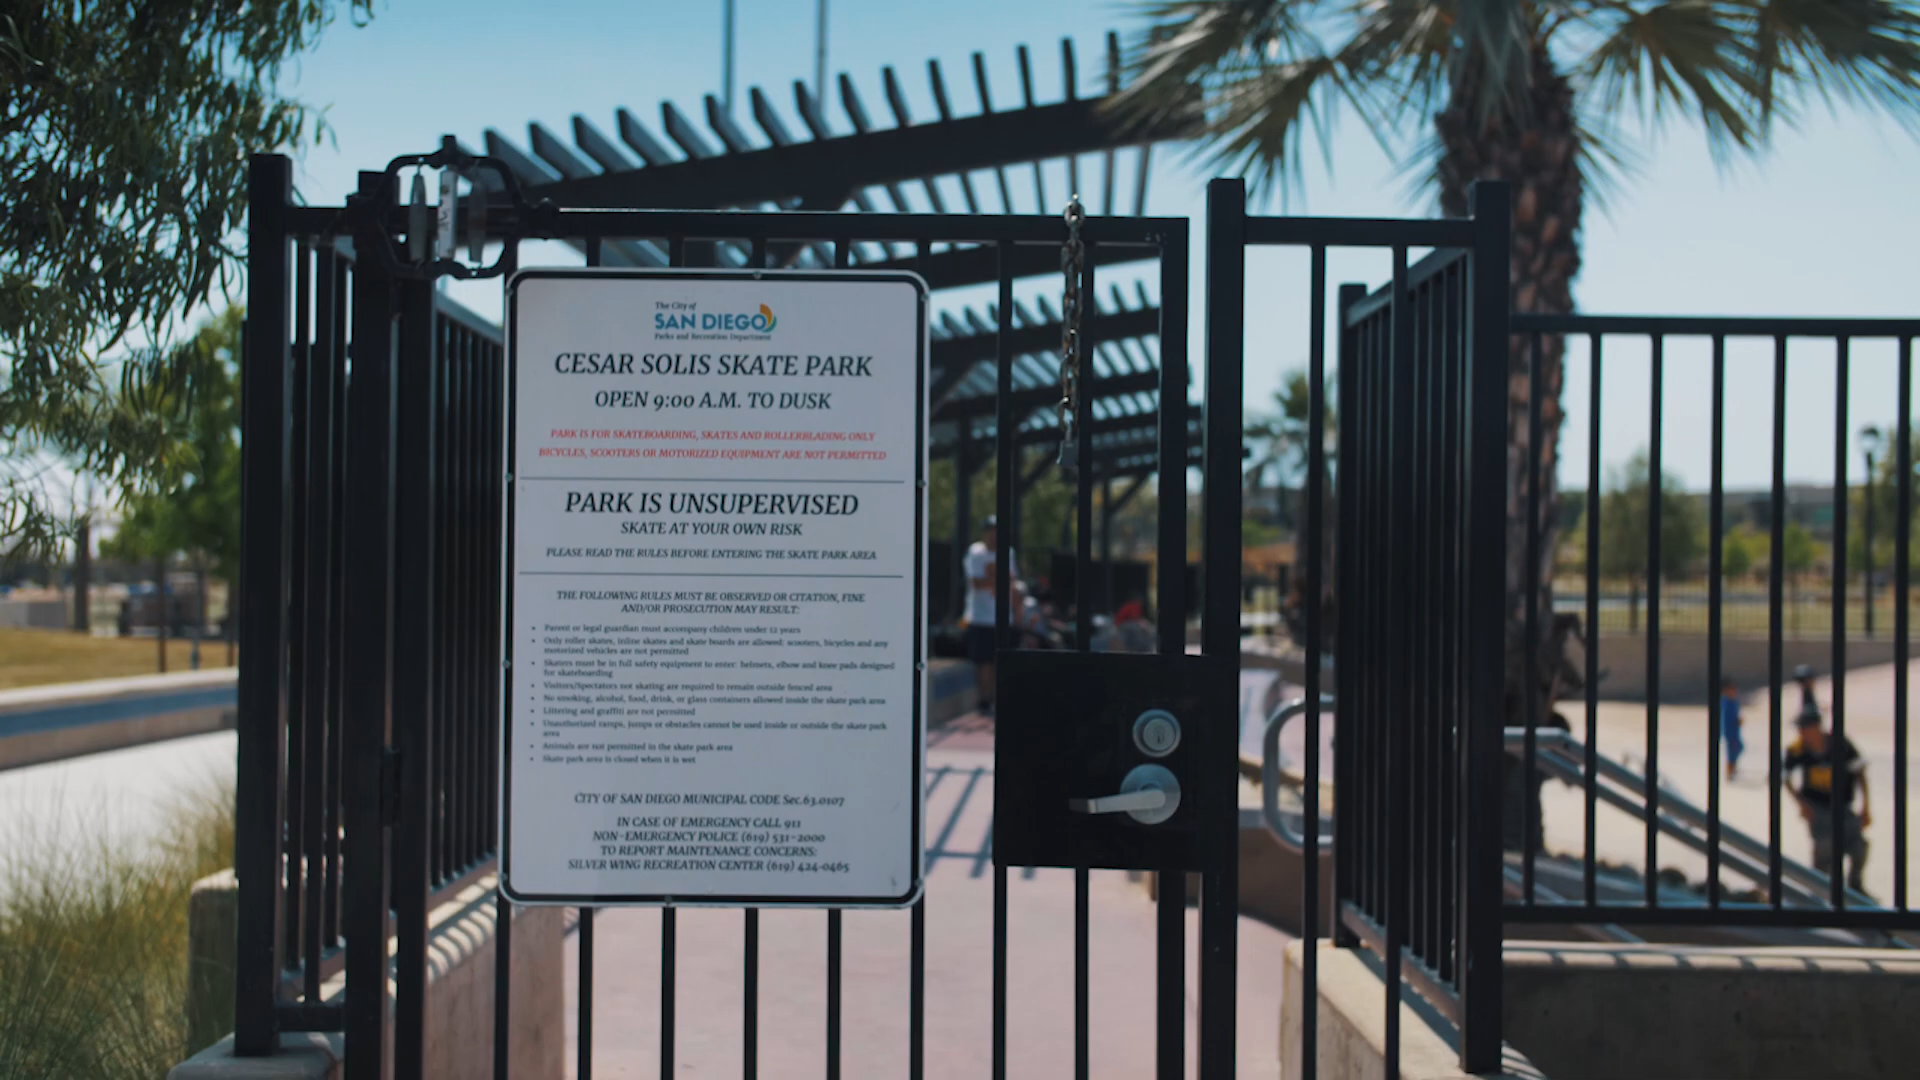 The City of
SAN DIEGO
Parks and Recreation Department
CESAR SOLIS SKATE PARK
OPEN 9:00 A.M. TO DUSK
PARK IS FOR SKATEBOARDING, SKATES AND ROLLERBLADING ONLY
BICYCLES, SCOOTERS OR MOTORIZED EQUIPMENT ARE NOT PERMITTED
PARK IS UNSUPERVISED
SKATE AT YOUR OWN RISK
PLEASE READ THE RULES BEFORE ENTERING THE SKATE PARK AREA
THE FOLLOWING RULES MUST BE OBSERVED OR CITATION, FINE
AND/OR PROSECUTION MAY RESULT:
• Parent or legal guardian must accompany children under 12 years
• Only roller skates, inline skates and skate boards are allowed: scooters, bicycles and any
motorized vehicles are not permitted
• Skaters must be in full safety equipment to enter: helmets, elbow and knee pads designed
for skateboarding
• Visitors/Spectators not skating are required to remain outside fenced area
• No smoking, alcohol, food, drink, or glass containers allowed inside the skate park area
• Littering and graffiti are not permitted
• Unauthorized ramps, jumps or obstacles cannot be used inside or outside the skate park
area
• Animals are not permitted in the skate park area
• Skate park area is closed when it is wet
CITY OF SAN DIEGO MUNICIPAL CODE Sec.63.0107
IN CASE OF EMERGENCY CALL 911
NON-EMERGENCY POLICE (619) 531-2000
TO REPORT MAINTENANCE CONCERNS:
SILVER WING RECREATION CENTER (619) 424-0465